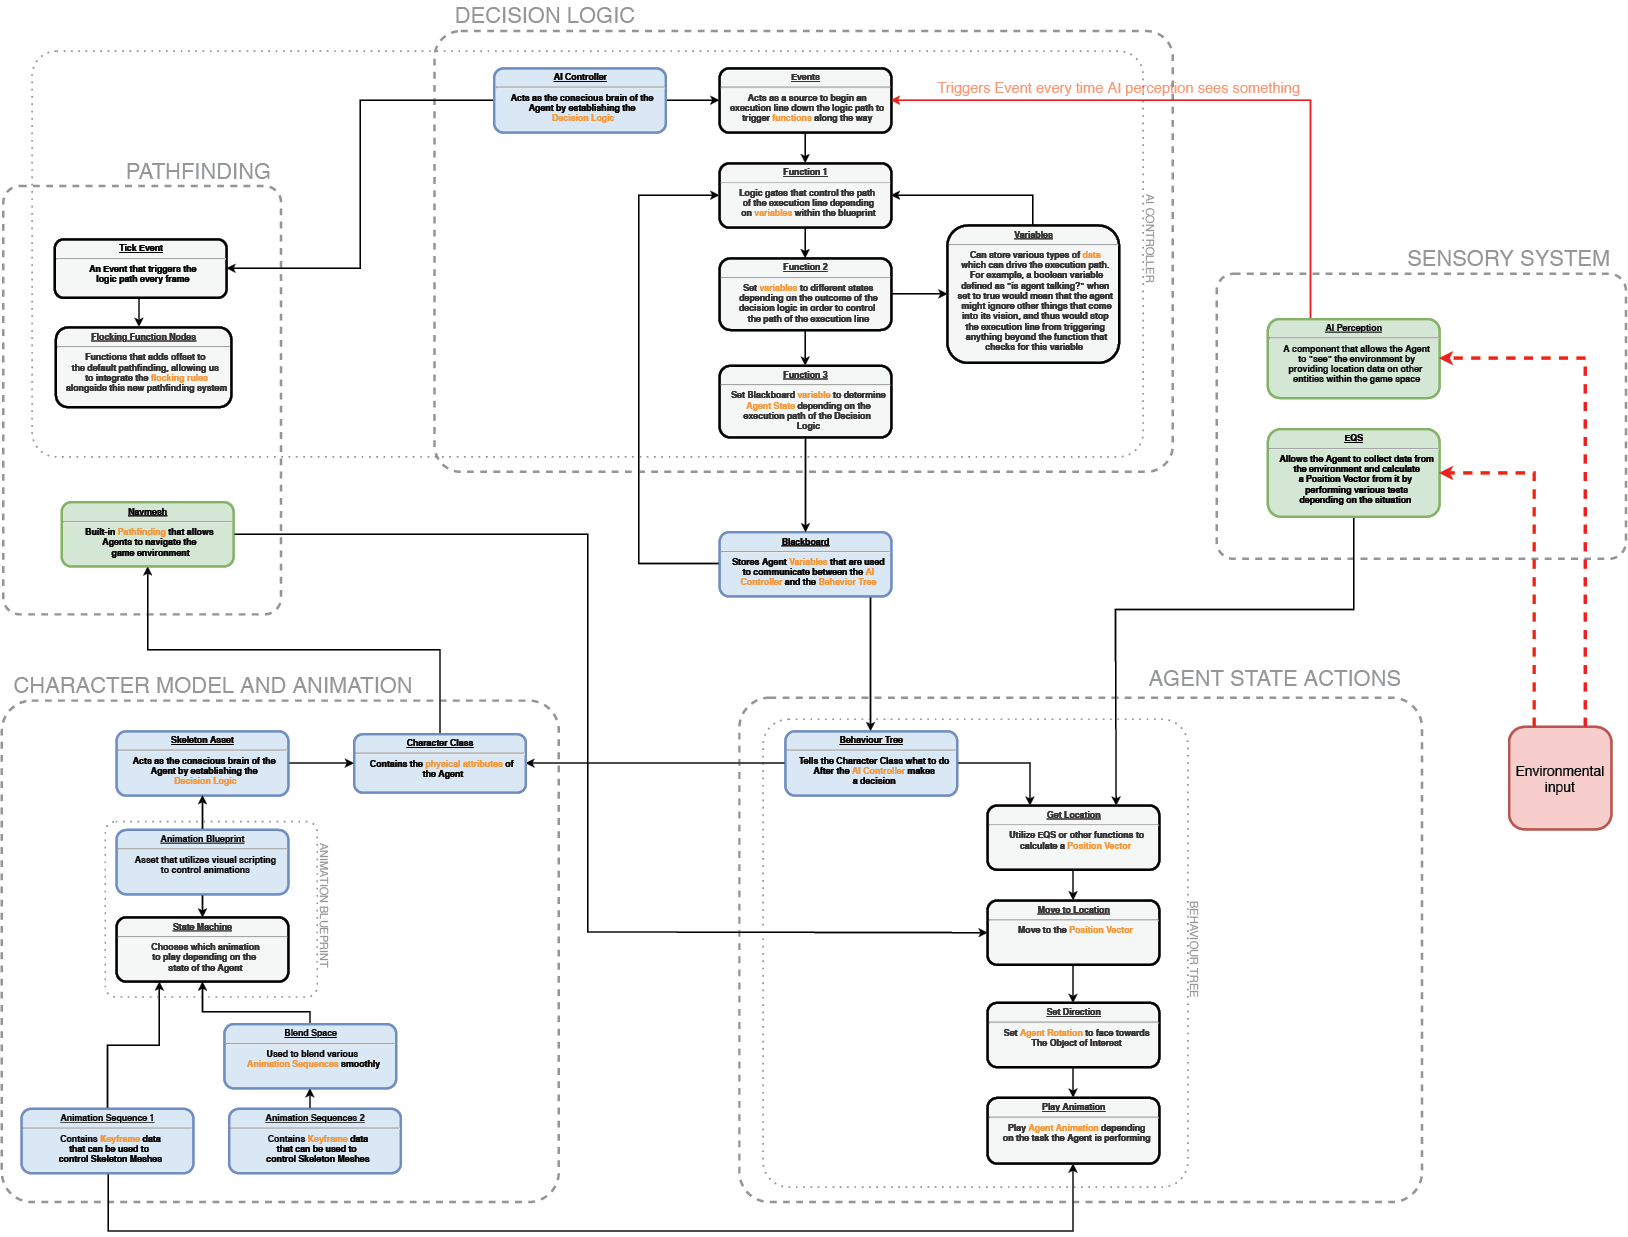 DECISION LOGIC
AI Controller
Acts as the conscious brain of the
Agent by establishing the
Decision Logic
Events
Acts as a source to begin an
execution line down the logic path to
trigger functions along the way
Triggers Event every time AI perception sees something
Function 1
Logic gates that control the path
of the execution line depending
on variables within the blueprint
Function 2
Set variables to different states
depending on the outcome of the
decision logic in order to control
the path of the execution line
Variables
Can store various types of data
which can drive the execution path.
For example, a boolean variable
defined as "is agent talking?" when
set to true would mean that the agent
might ignore other things that come
into its vision, and thus would stop
the execution line from triggering
anything beyond the function that
checks for this variable
Function 3
Set Blackboard variable to determine
Agent State depending on the
execution path of the Decision
Logic
AI CONTROLLER
PATHFINDING
Tick Event
An Event that triggers the
logic path every frame
Flocking Function Nodes
Functions that adds offset to
the default pathfinding, allowing us
to integrate the flocking rules
alongside this new pathfinding system
Navmesh
Built-in Pathfinding that allows
Agents to navigate the
game environment
Blackboard
Stores Agent Variables that are used
to communicate between the AI
Controller and the Behavior Tree
SENSORY SYSTEM
AI Perception
A component that allows the Agent
to "see" the environment by
providing location data on other
entities within the game space
EQS
Allows the Agent to collect data from
the environment and calculate
a Position Vector from it by
performing various tests
depending on the situation
Environmental
input
CHARACTER MODEL AND ANIMATION
Skeleton Asset
Acts as the conscious brain of the
Agent by establishing the
Decision Logic
Character Class
Contains the physical attributes of
the Agent
Animation Blueprint
Asset that utilizes visual scripting
to control animations
State Machine
Chooses which animation
to play depending on the
state of the Agent
ANIMATION BLUEPRINT
Blend Space
Used to blend various
Animation Sequences smoothly
Animation Sequence 1
Contains Keyframe data
that can be used to
control Skeleton Meshes
Animation Sequences 2
Contains Keyframe data
that can be used to
control Skeleton Meshes
AGENT STATE ACTIONS
Behaviour Tree
Tells the Character Class what to do
After the AI Controller makes
a decision
Get Location
Utilize EQS or other functions to
calculate a Position Vector
Move to Location
Move to the Position Vector
Set Direction
Set Agent Rotation to face towards
The Object of Interest
Play Animation
Play Agent Animation depending
on the task the Agent is performing
BEHAVIOUR TREE